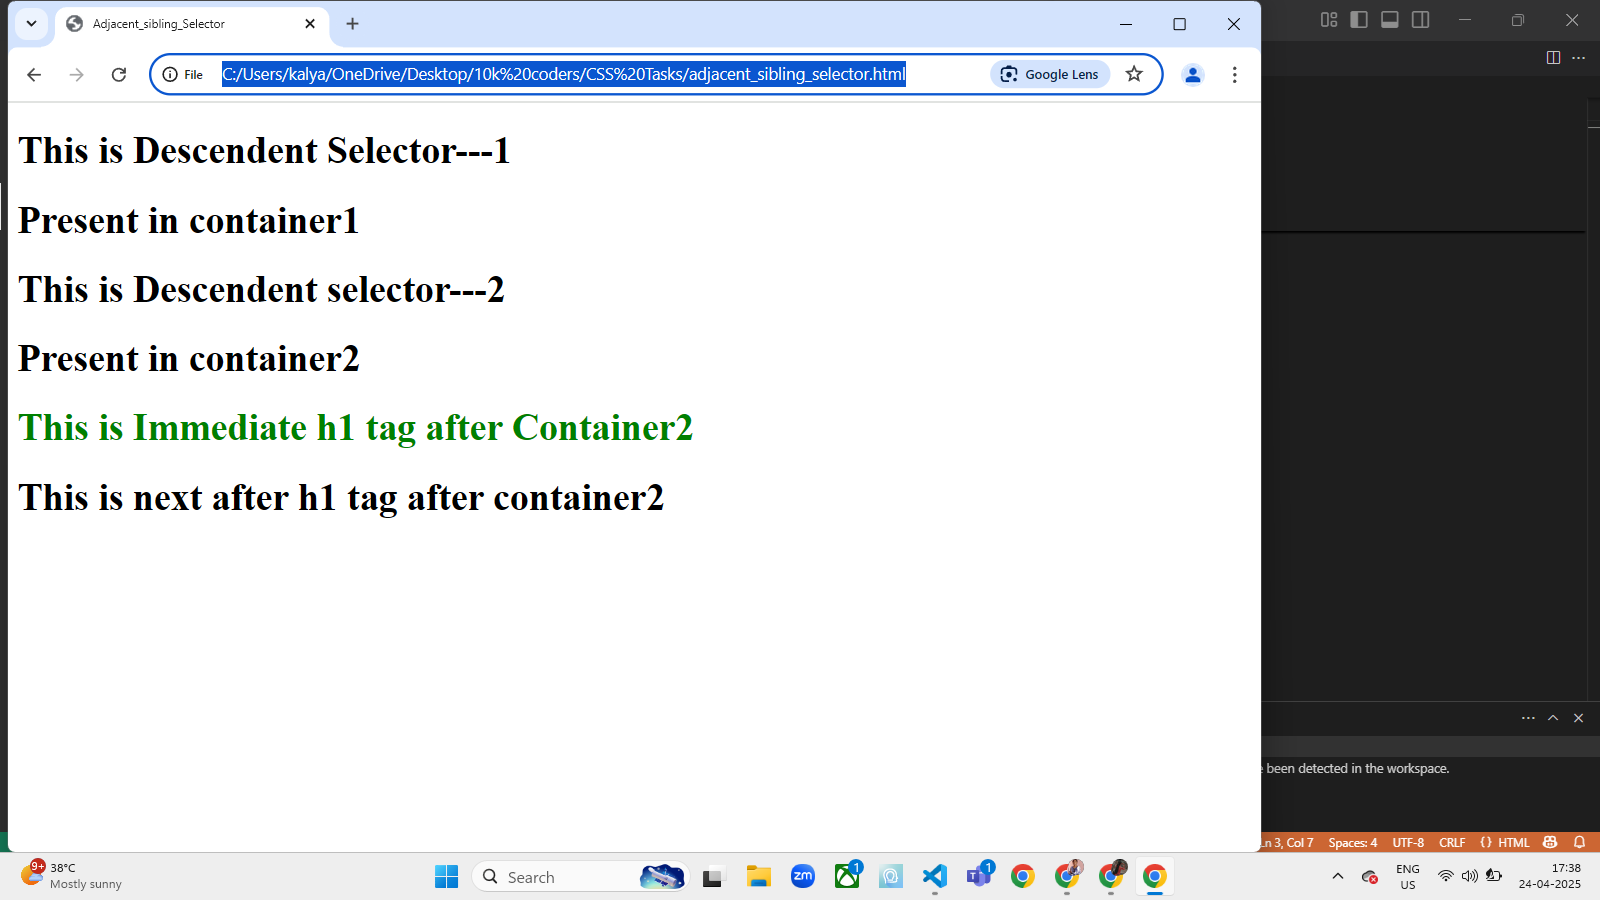 Adjacent_sibling_Selector
File
C:/Users/kalya/OneDrive/Desktop/10k%20coders/CSS%20Tasks/adjacent_sibling_selector.html
Google Lens
This is Descendent Selector---1
Present in container1
This is Descendent selector---2
Present in container2
This is Immediate h1 tag after Container2
This is next after h1 tag after container2
been detected in the workspace.
Ln 3, Col 7
Spaces: 4
UTF-8
CRLF
{ } HTML
9+
38°C
Mostly sunny
Search
zm
1
1
ENG
US
17:38
24-04-2025